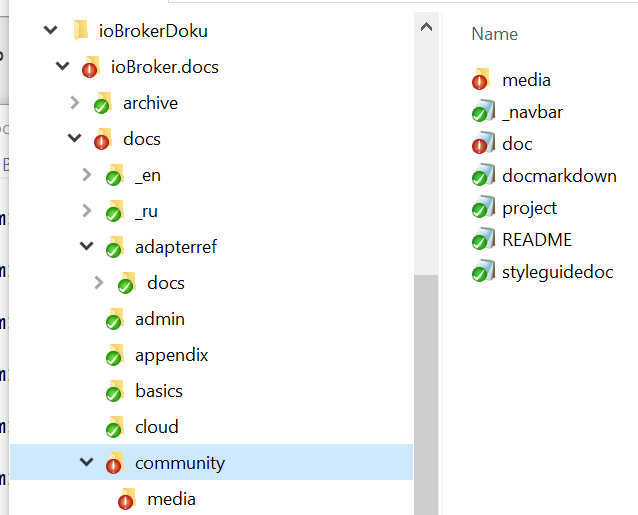 ioBrokerDoku
ioBroker.docs
archive
docs
_en
_ru
adapterref
docs
admin
appendix
basics
cloud
community
media
Name
media
_navbar
doc
docmarkdown
project
README
styleguidedoc